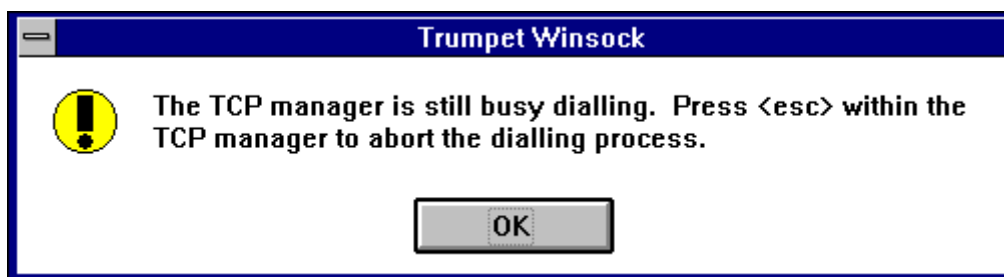 Trumpet Winsock
The TCP manager is still busy dialling.  Press <esc> within the
TCP manager to abort the dialling process.
OK